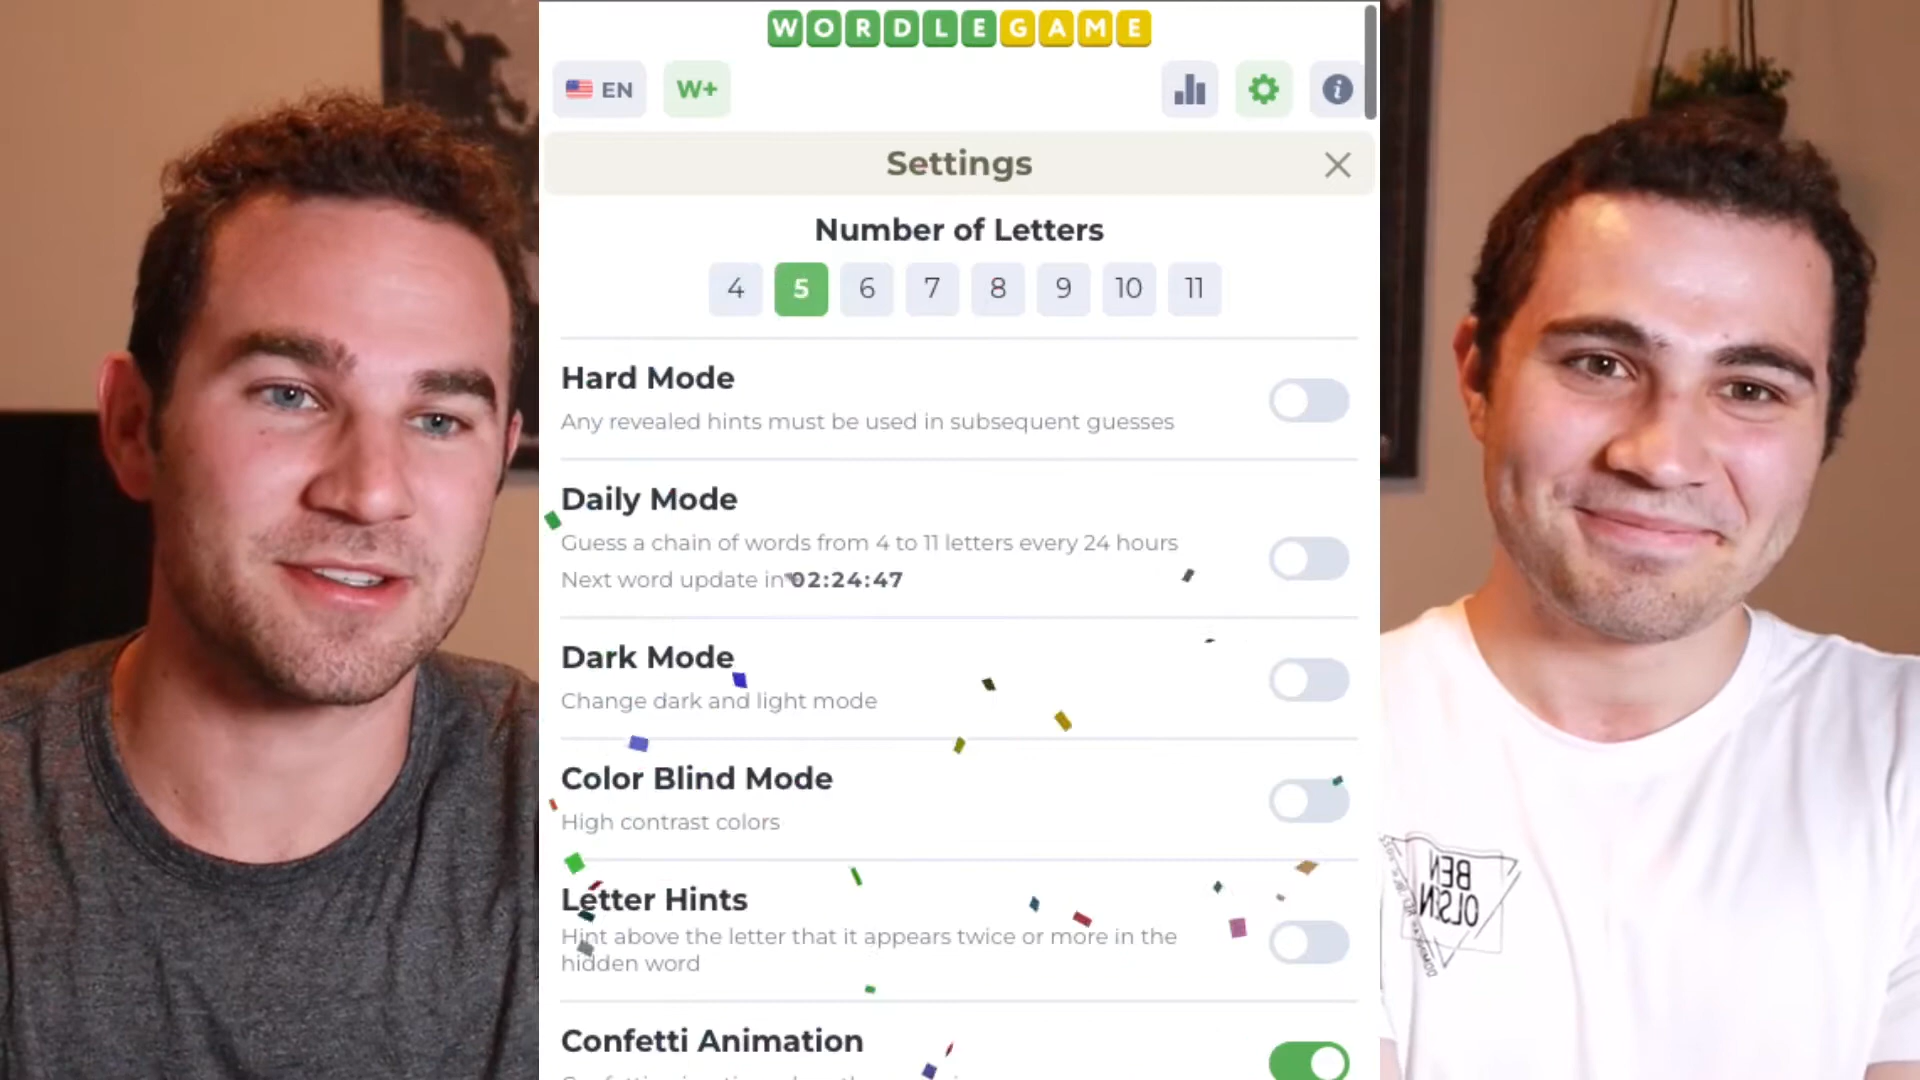 WORDLEGAME
EN
W+
Settings
Number of Letters
4 5 6 7 8 9 10 11
Hard Mode
Any revealed hints must be used in subsequent guesses
Daily Mode
Guess a chain of words from 4 to 11 letters every 24 hours
Next word update in 02:24:47
Dark Mode
Change dark and light mode
Color Blind Mode
High contrast colors
Letter Hints
Hint above the letter that it appears twice or more in the
hidden word
Confetti Animation
BEN
OLSEN